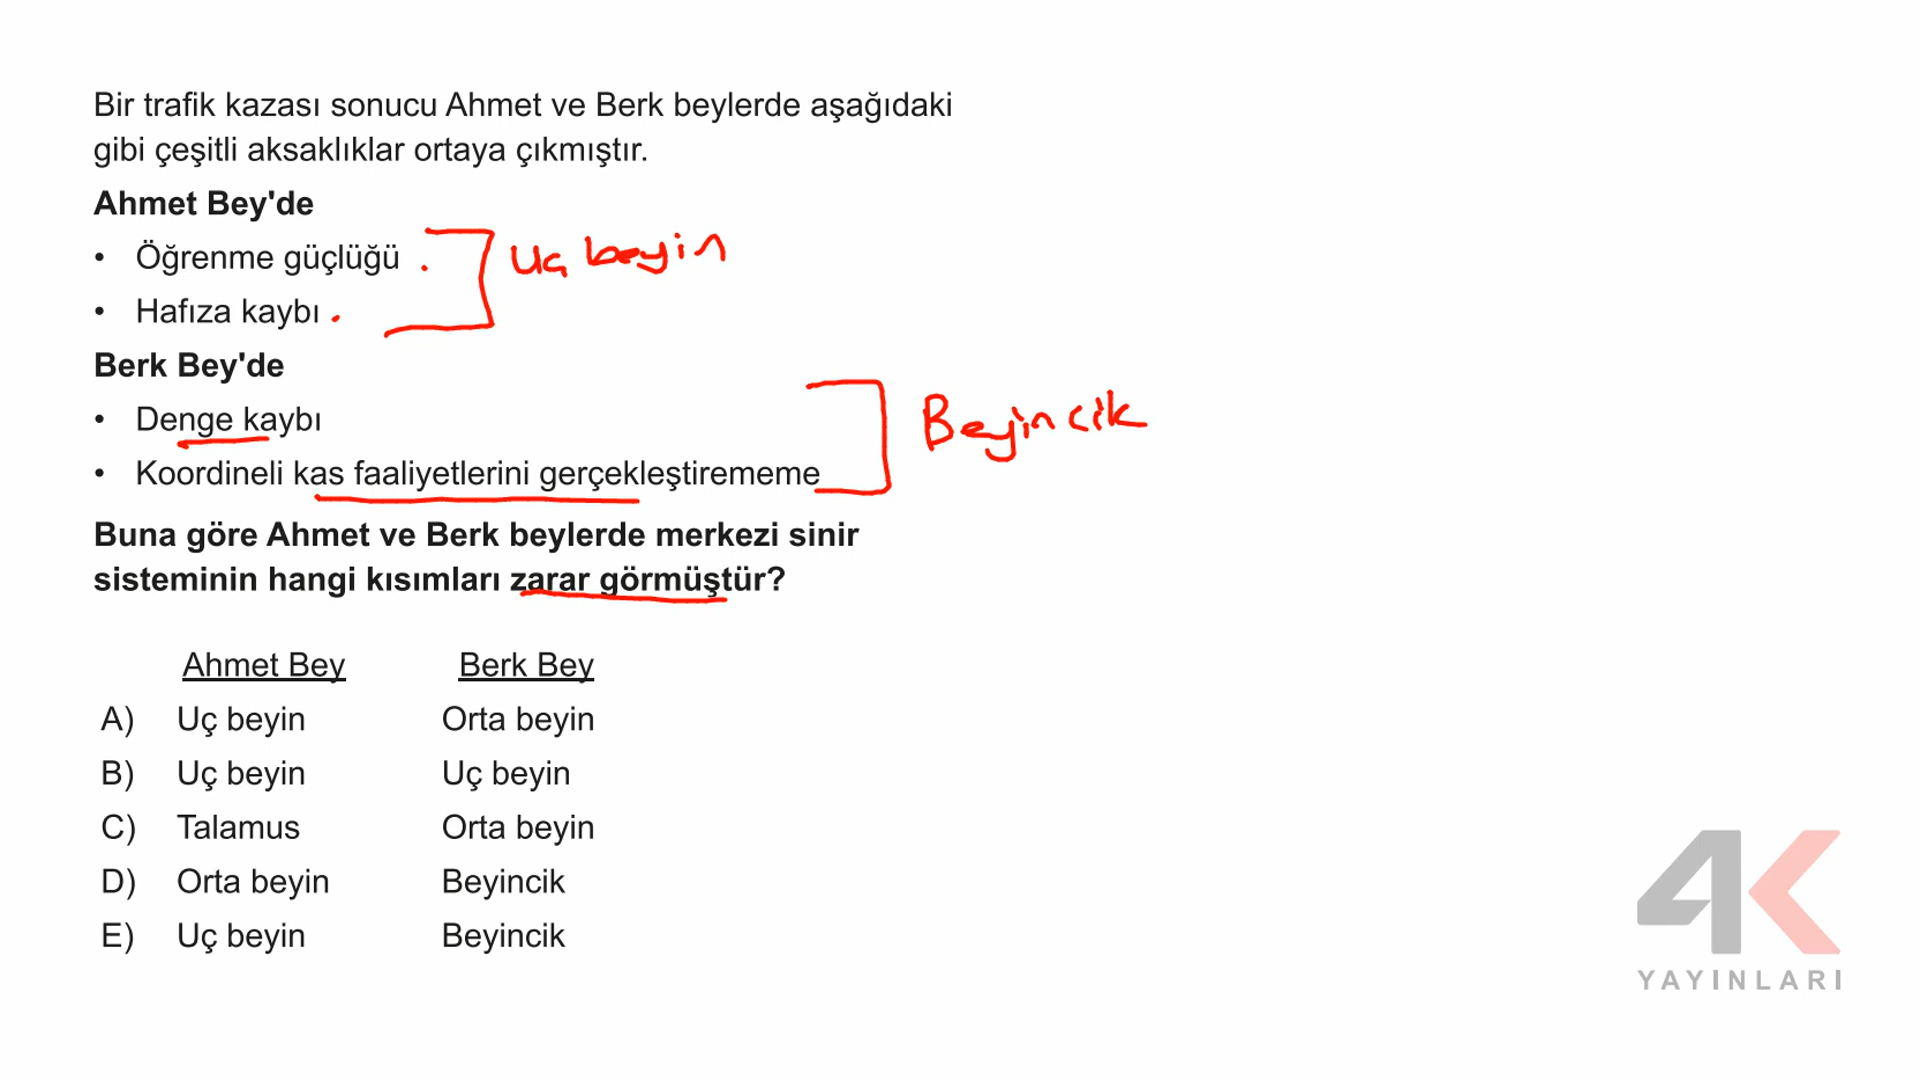 Bir trafik kazası sonucu Ahmet ve Berk beylerde aşağıdaki
gibi çeşitli aksaklıklar ortaya çıkmıştır.
Ahmet Bey'de
• Öğrenme güçlüğü
Uç beyin
• Hafıza kaybı
Berk Bey'de
• Denge kaybı
Beyincik
• Koordineli kas faaliyetlerini gerçekleştirememe
Buna göre Ahmet ve Berk beylerde merkezi sinir
sisteminin hangi kısımları zarar görmüştür?
Ahmet Bey Berk Bey
A) Uç beyin Orta beyin
B) Uç beyin Uç beyin
C) Talamus Orta beyin
D) Orta beyin Beyincik
E) Uç beyin Beyincik
4K
YAYINLARI